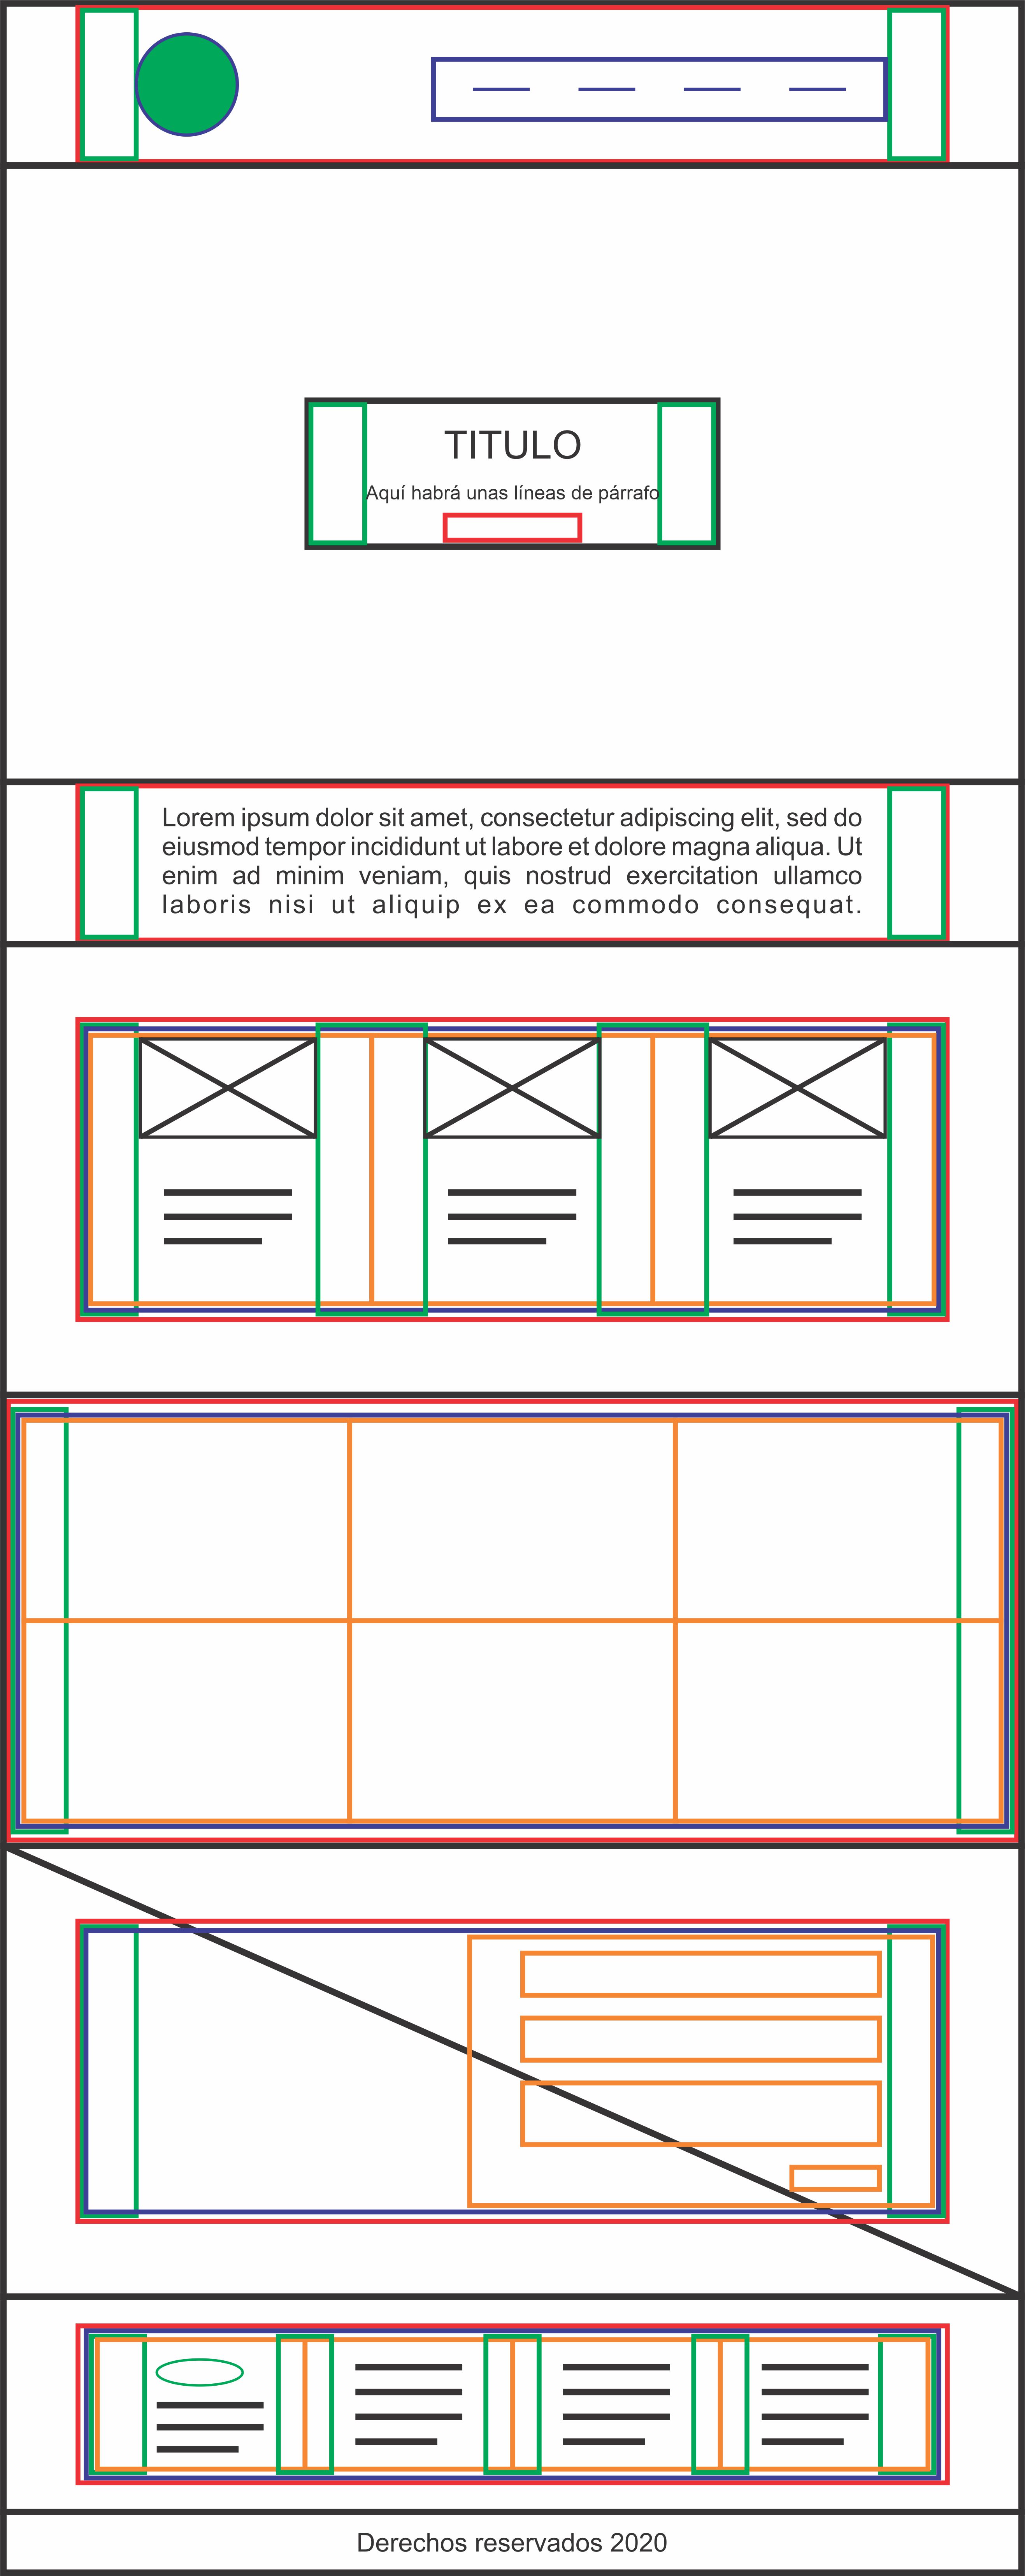 TITULO
Aquí habrá unas líneas de párrafo
Lorem ipsum dolor sit amet, consectetur adipiscing elit, sed do
eiusmod tempor incididunt ut labore et dolore magna aliqua. Ut
enim ad minim veniam, quis nostrud exercitation ullamco
laboris nisi ut aliquip ex ea commodo consequat.
Derechos reservados 2020